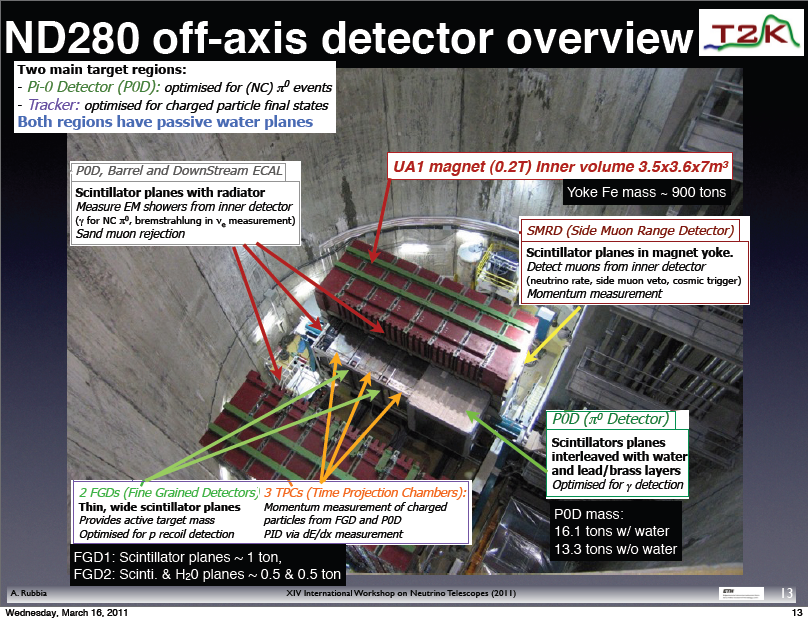 ND280 off-axis detector overview
T2K
Two main target regions:
- Pi-0 Detector (P0D): optimised for (NC) π⁰ events
- Tracker: optimised for charged particle final states
Both regions have passive water planes
P0D, Barrel and DownStream ECAL
Scintillator planes with radiator
Measure EM showers from inner detector
(γ for NC π⁰, bremstrahlung in νe measurement)
Sand muon rejection
UA1 magnet (0.2T) Inner volume 3.5x3.6x7m³
Yoke Fe mass ~ 900 tons
SMRD (Side Muon Range Detector)
Scintillator planes in magnet yoke.
Detect muons from inner detector
(neutrino rate, side muon veto, cosmic trigger)
Momentum measurement
P0D (π⁰ Detector)
Scintillators planes
interleaved with water
and lead/brass layers
Optimised for γ detection
P0D mass:
16.1 tons w/ water
13.3 tons w/o water
2 FGDs (Fine Grained Detectors)
Thin, wide scintillator planes
Provides active target mass
Optimised for p recoil detection
3 TPCs (Time Projection Chambers):
Momentum measurement of charged
particles from FGD and P0D
PID via dE/dx measurement
FGD1: Scintillator planes ~ 1 ton,
FGD2: Scinti. & H₂0 planes ~ 0.5 & 0.5 ton
A. Rubbia
XIV International Workshop on Neutrino Telescopes (2011)
ETH
13
Wednesday, March 16, 2011
13